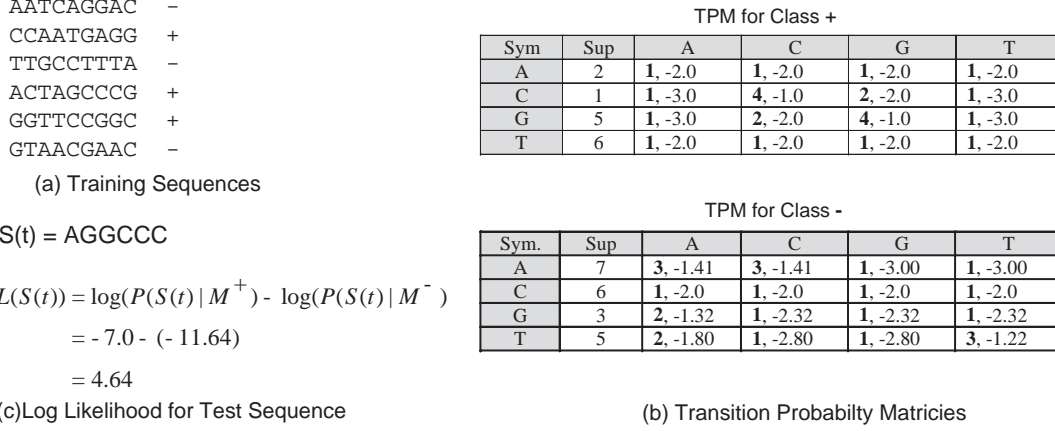 AATCAGGAC -
CCAATGAGG +
TTGCCTTTA -
ACTAGCCCG +
GGTTCCGGC +
GTAACGAAC -
(a) Training Sequences
S(t) = AGGCCC
L(S(t)) = log(P(S(t) | M + ) - log(P(S(t) | M - )
= - 7.0 - (- 11.64)
= 4.64
(c)Log Likelihood for Test Sequence
TPM for Class +
Sym Sup A C G T
A 2 1, -2.0 1, -2.0 1, -2.0 1, -2.0
C 1 1, -3.0 4, -1.0 2, -2.0 1, -3.0
G 5 1, -3.0 2, -2.0 4, -1.0 1, -3.0
T 6 1, -2.0 1, -2.0 1, -2.0 1, -2.0
TPM for Class -
Sym. Sup A C G T
A 7 3, -1.41 3, -1.41 1, -3.00 1, -3.00
C 6 1, -2.0 1, -2.0 1, -2.0 1, -2.0
G 3 2, -1.32 1, -2.32 1, -2.32 1, -2.32
T 5 2, -1.80 1, -2.80 1, -2.80 3, -1.22
(b) Transition Probabilty Matricies